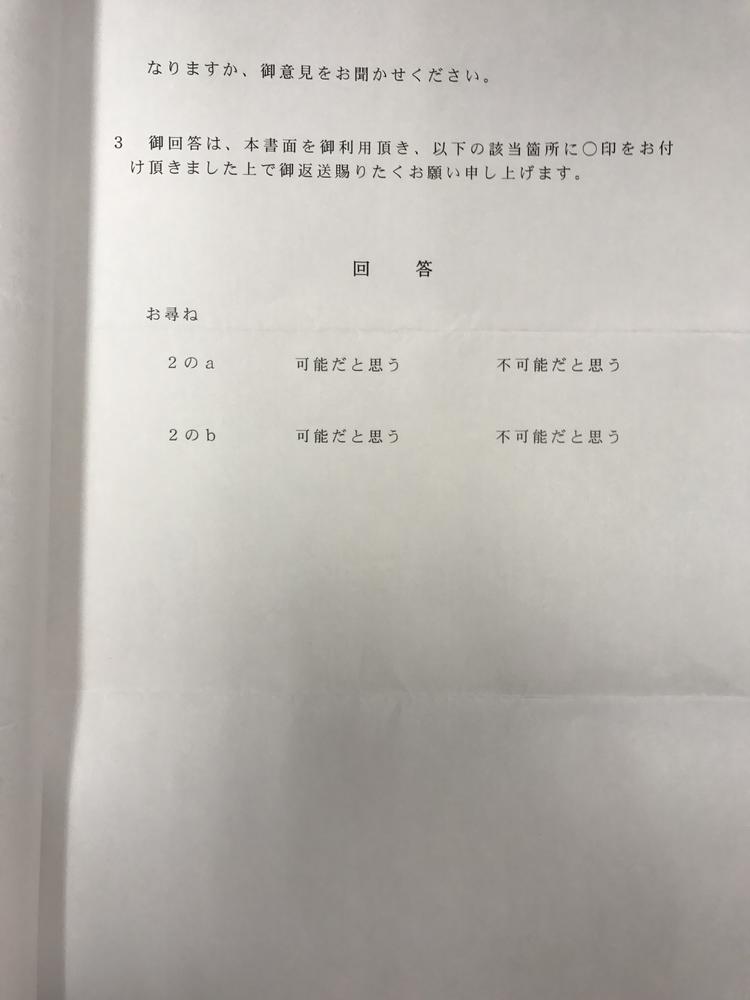 なりますか、御意見をお聞かせください。
３　御回答は、本書面を御利用頂き、以下の該当箇所に〇印をお付
け頂きました上で御返送賜りたくお願い申し上げます。
回　　答
お尋ね
２のａ　　　　可能だと思う　　　　　不可能だと思う
２のｂ　　　　可能だと思う　　　　　不可能だと思う